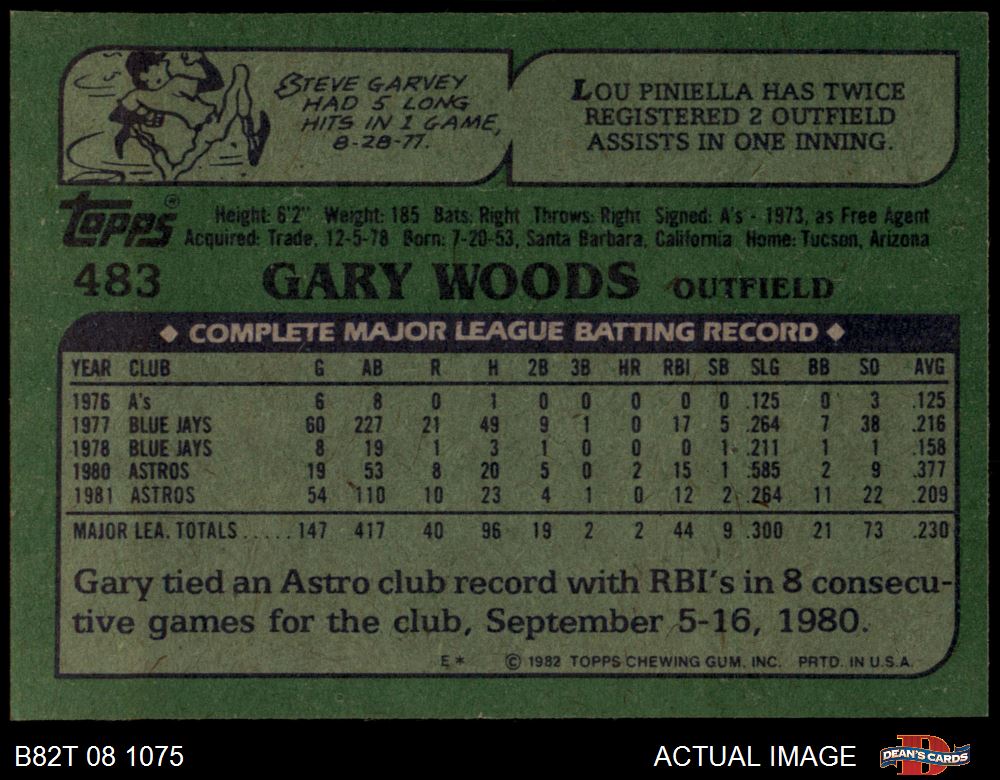 STEVE GARVEY
HAD 5 LONG
HITS IN 1 GAME,
8-28-77.
LOU PINIELLA HAS TWICE
REGISTERED 2 OUTFIELD
ASSISTS IN ONE INNING.
Topps®
Height: 6'2" Weight: 185 Bats: Right Throws: Right Signed: A's - 1973, as Free Agent
Acquired: Trade, 12-5-78 Born: 7-20-53, Santa Barbara, California Home: Tucson, Arizona
483 GARY WOODS OUTFIELD
◆ COMPLETE MAJOR LEAGUE BATTING RECORD ◆
YEAR CLUB G AB R H 2B 3B HR RBI SB SLG BB SO AVG
1976 A's 6 8 0 1 0 0 0 0 0 .125 0 3 .125
1977 BLUE JAYS 60 227 21 49 9 1 0 17 5 .264 7 38 .216
1978 BLUE JAYS 8 19 1 3 1 0 0 0 1 .211 1 1 .158
1980 ASTROS 19 53 8 20 5 0 2 15 1 .585 2 9 .377
1981 ASTROS 54 110 10 23 4 1 0 12 2 .264 11 22 .209
MAJOR LEA. TOTALS ..... 147 417 40 96 19 2 2 44 9 .300 21 73 .230
Gary tied an Astro club record with RBI's in 8 consecu-
tive games for the club, September 5-16, 1980.
E* © 1982 TOPPS CHEWING GUM, INC. PRTD. IN U.S.A.
B82T 08 1075 ACTUAL IMAGE DEAN'S CARDS